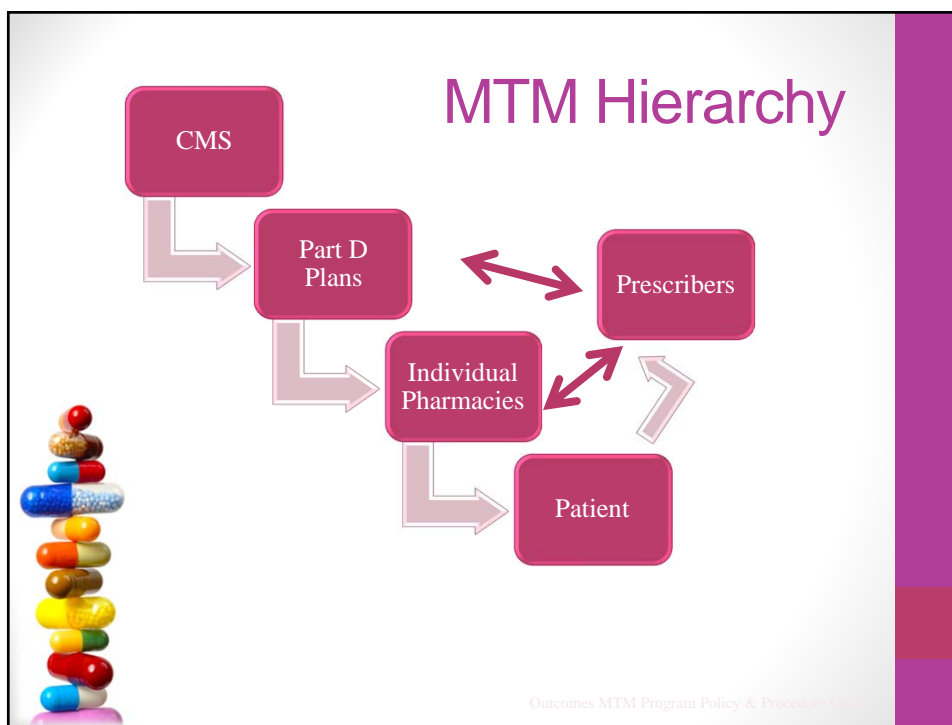 MTM Hierarchy
CMS
Part D
Plans
Prescribers
Individual
Pharmacies
Patient
Outcomes MTM Program Policy & Procedure